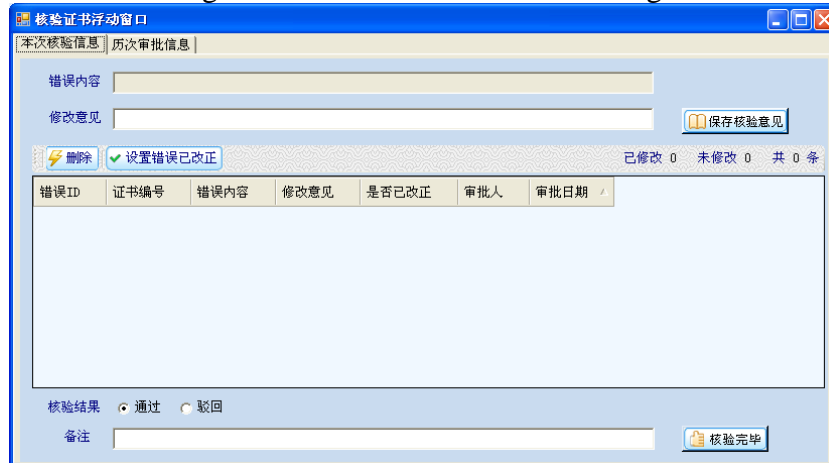 核验证书浮动窗口
本次核验信息 历次审批信息
错误内容
修改意见 保存核验意见
删除 设置错误已改正 已修改 0 未修改 0 共 0 条
错误ID 证书编号 错误内容 修改意见 是否已改正 审批人 审批日期
核验结果 通过 驳回
备注 核验完毕